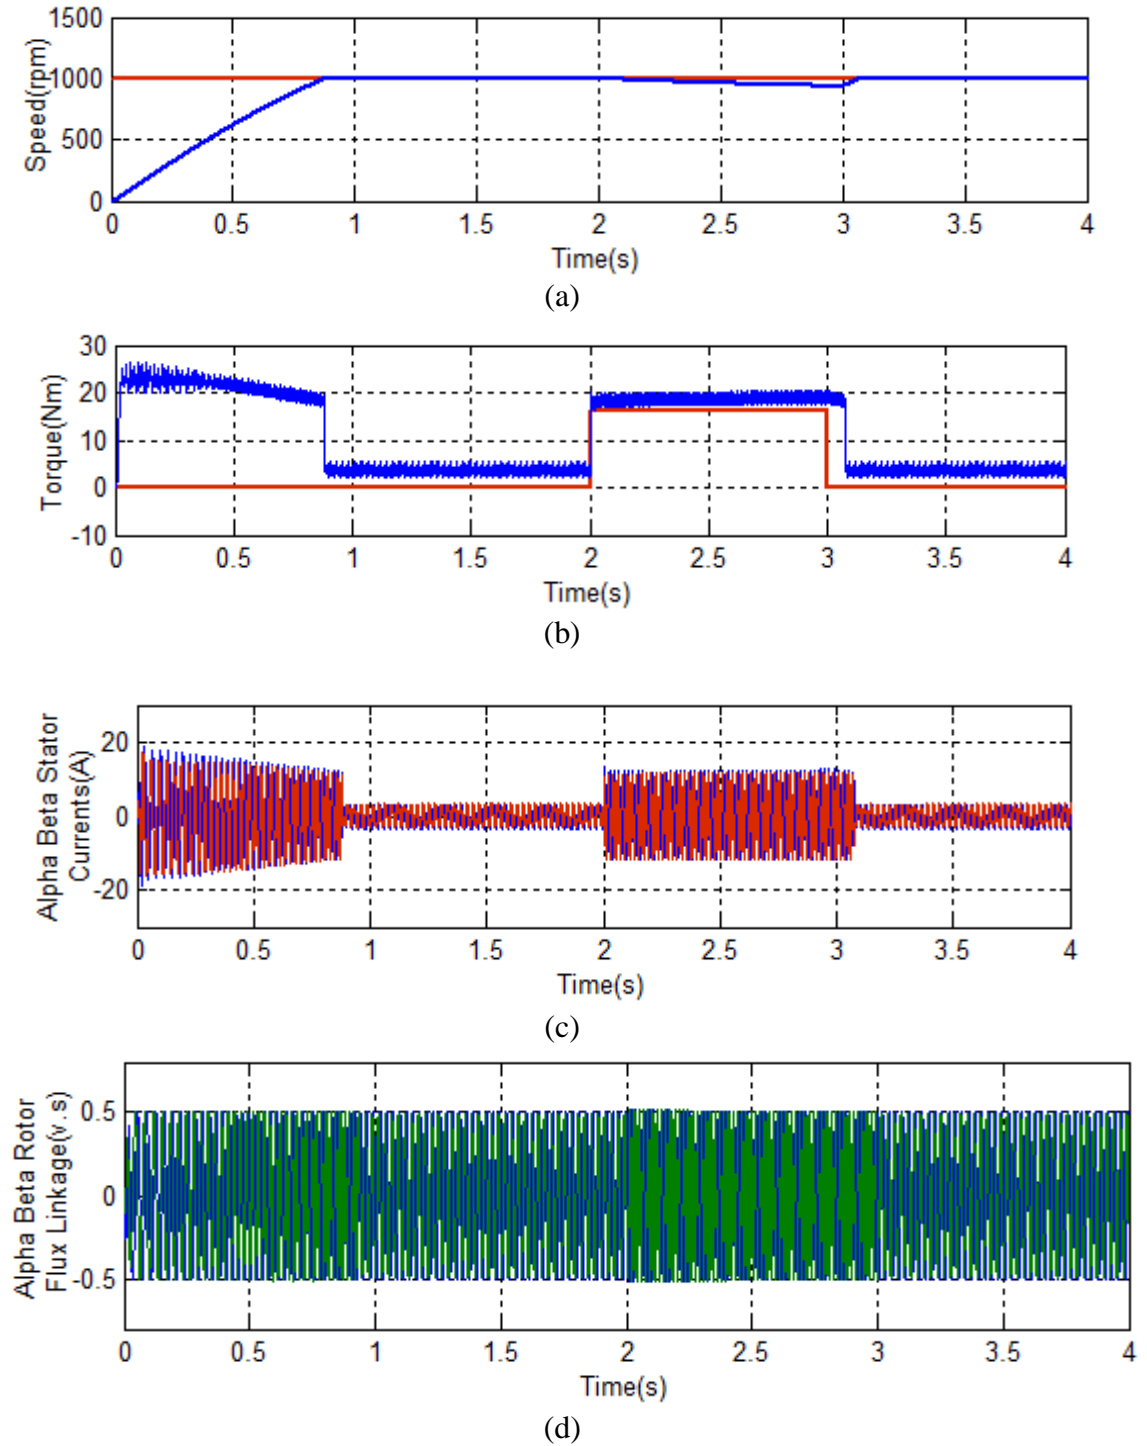 1500
1000
500
0
Speed(rpm)
0 0.5 1 1.5 2 2.5 3 3.5 4
Time(s)
(a)
30
20
10
0
-10
Torque(Nm)
0 0.5 1 1.5 2 2.5 3 3.5 4
Time(s)
(b)
20
0
-20
Alpha Beta Stator
Currents(A)
0 0.5 1 1.5 2 2.5 3 3.5 4
Time(s)
(c)
0.5
0
-0.5
Alpha Beta Rotor
Flux Linkage(v.s)
0 0.5 1 1.5 2 2.5 3 3.5 4
Time(s)
(d)